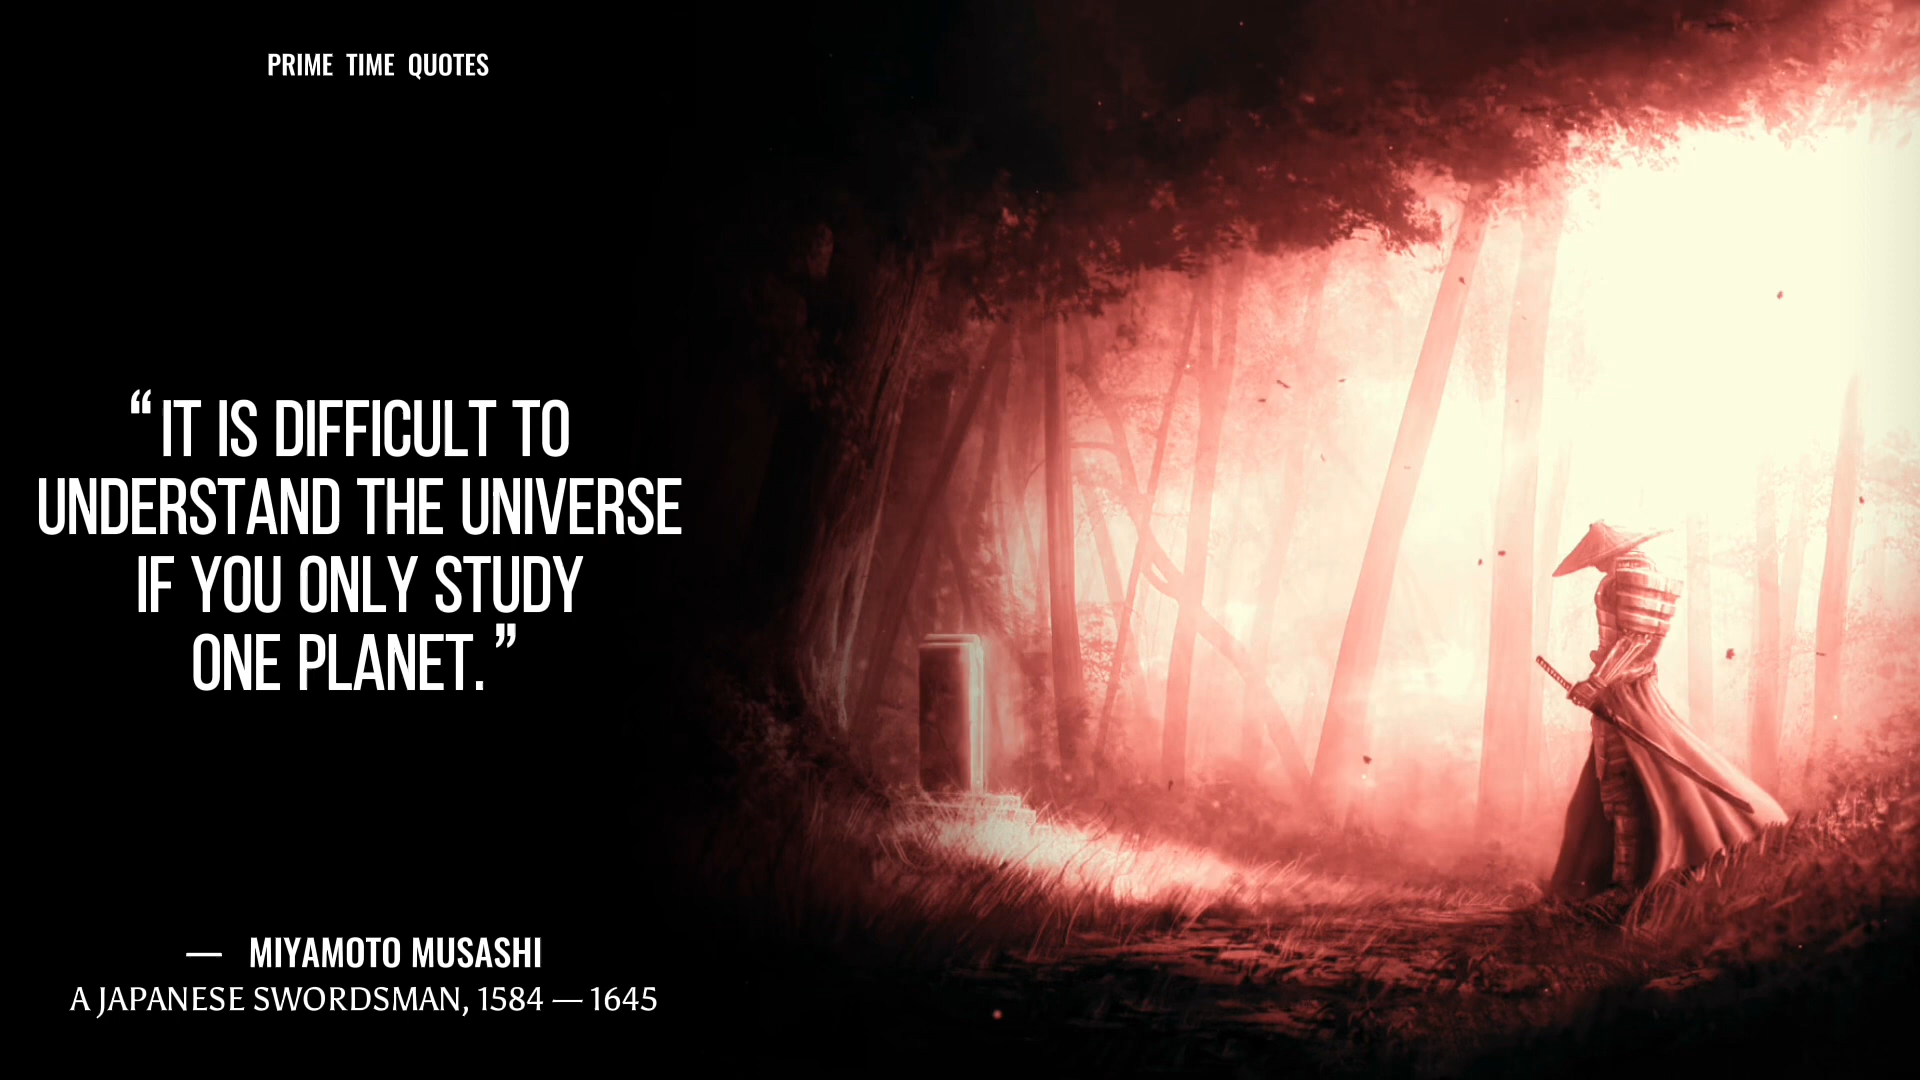 PRIME TIME QUOTES
“IT IS DIFFICULT TO
UNDERSTAND THE UNIVERSE
IF YOU ONLY STUDY
ONE PLANET.”
— MIYAMOTO MUSASHI
A JAPANESE SWORDSMAN, 1584 — 1645